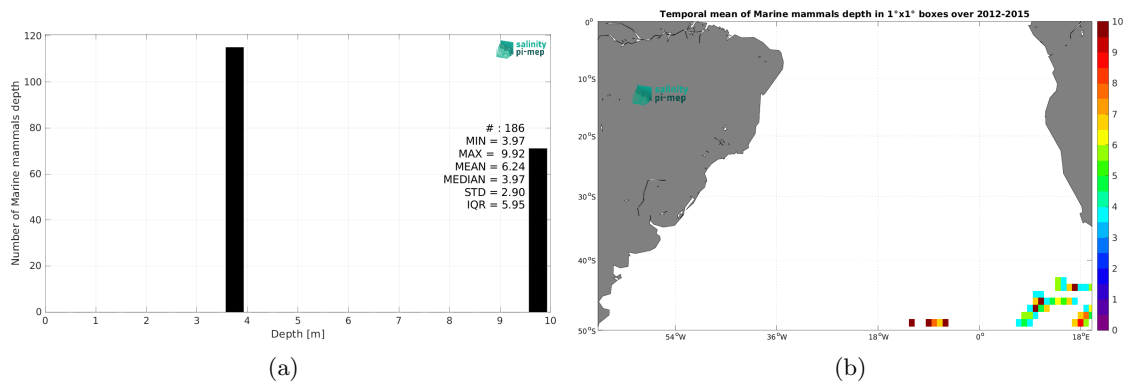 Temporal mean of Marine mammals depth in 1°x1° boxes over 2012-2015
120
100
80
60
40
20
0
Number of Marine mammals depth
salinity
pi-mep
# : 186
MIN = 3.97
MAX = 9.92
MEAN = 6.24
MEDIAN = 3.97
STD = 2.90
IQR = 5.95
0 1 2 3 4 5 6 7 8 9 10
Depth [m]
(a)
0°
10°S
20°S
30°S
40°S
50°S
salinity
pi-mep
54°W 36°W 18°W 0° 18°E
10
9
8
7
6
5
4
3
2
1
0
(b)